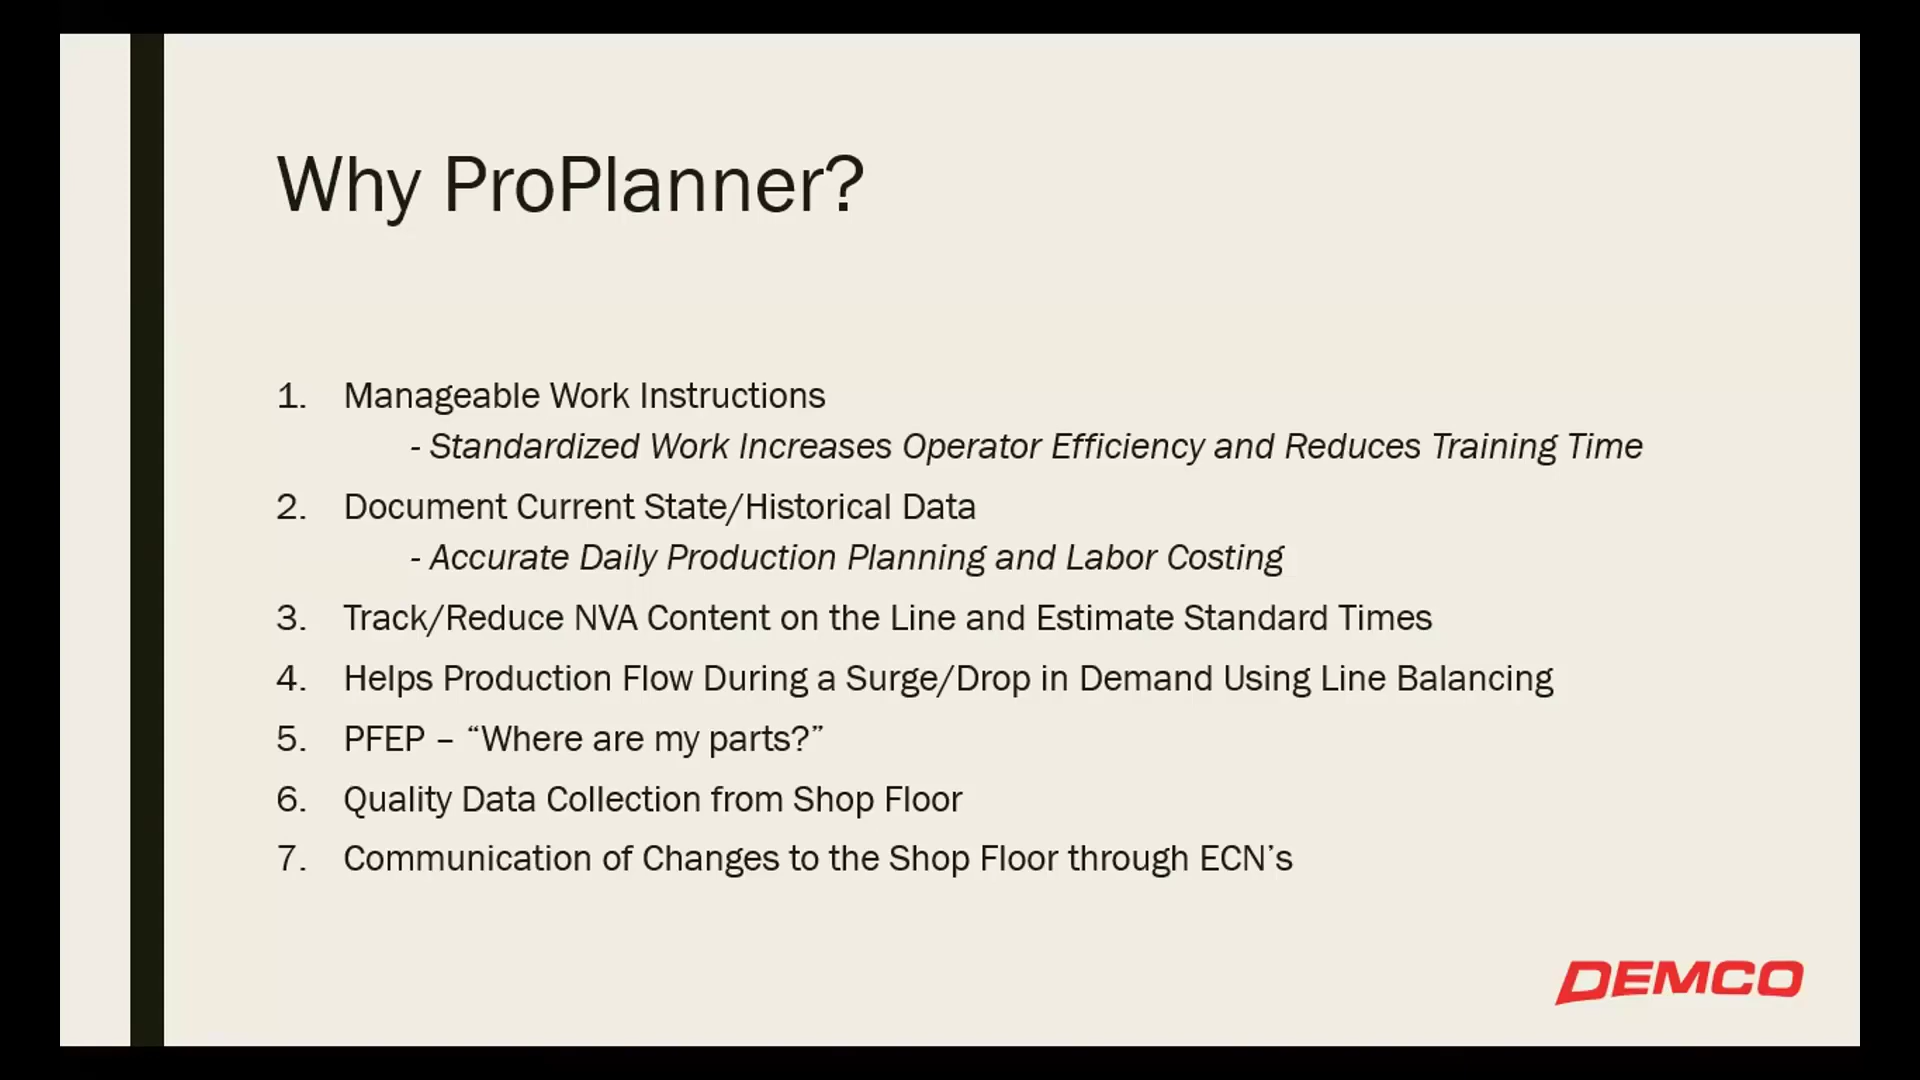 Why ProPlanner?
1. Manageable Work Instructions
- Standardized Work Increases Operator Efficiency and Reduces Training Time
2. Document Current State/Historical Data
- Accurate Daily Production Planning and Labor Costing
3. Track/Reduce NVA Content on the Line and Estimate Standard Times
4. Helps Production Flow During a Surge/Drop in Demand Using Line Balancing
5. PFEP – “Where are my parts?”
6. Quality Data Collection from Shop Floor
7. Communication of Changes to the Shop Floor through ECN’s
DEMCO